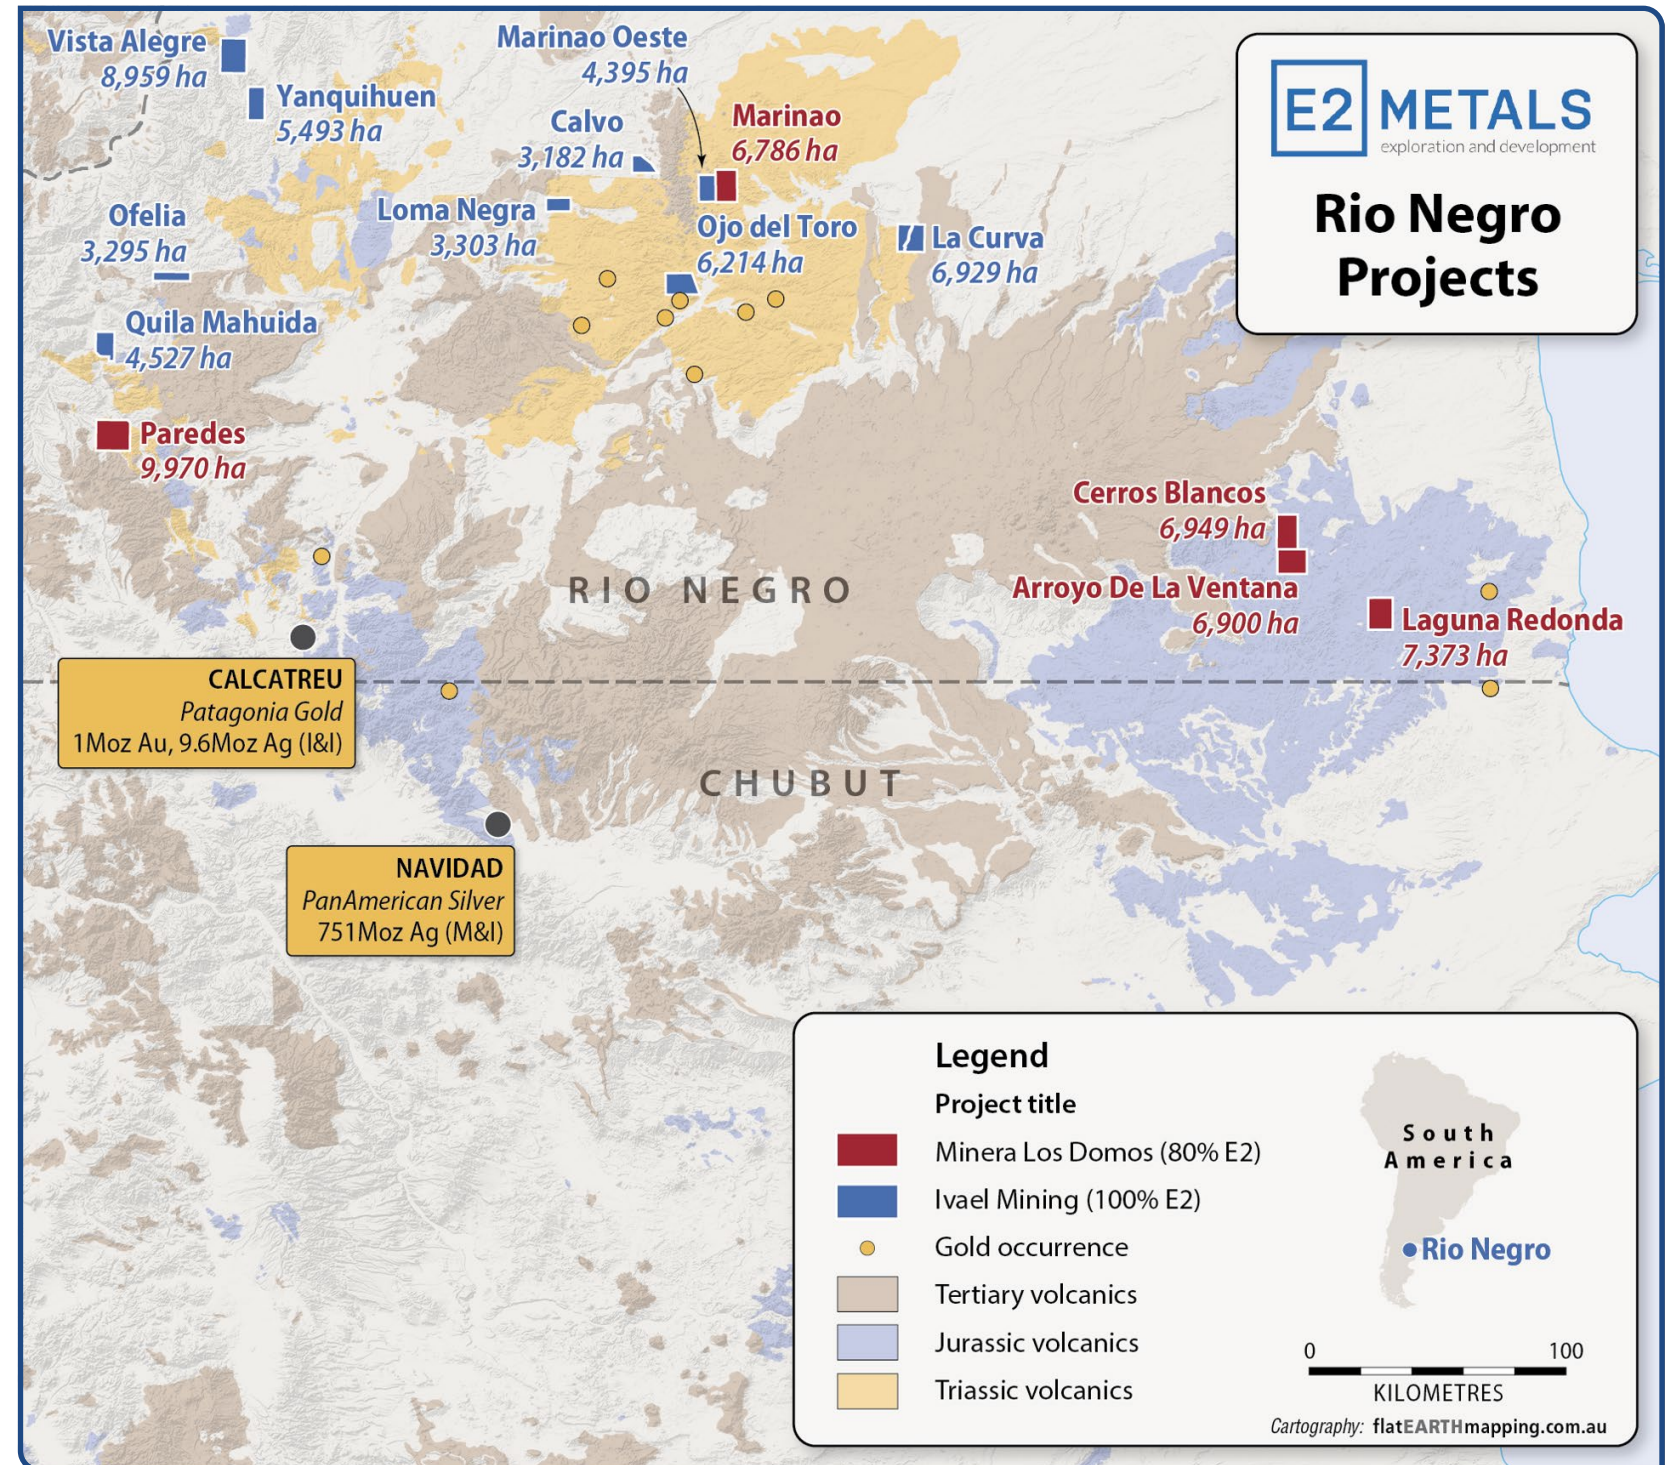 Vista Alegre
8,959 ha
Yanquihuen
5,493 ha
Marinao Oeste
4,395 ha
Calvo
3,182 ha
Marinao
6,786 ha
E2 METALS
exploration and development
Rio Negro
Projects
Ofelia
3,295 ha
Loma Negra
3,303 ha
Ojo del Toro
6,214 ha
La Curva
6,929 ha
Quila Mahuida
4,527 ha
Paredes
9,970 ha
Cerros Blancos
6,949 ha
RIO NEGRO
Arroyo De La Ventana
6,900 ha
Laguna Redonda
7,373 ha
CALCATREU
Patagonia Gold
1Moz Au, 9.6Moz Ag (I&I)
CHUBUT
NAVIDAD
PanAmerican Silver
751Moz Ag (M&I)
Legend
Project title
Minera Los Domos (80% E2)
Ivael Mining (100% E2)
Gold occurrence
Tertiary volcanics
Jurassic volcanics
Triassic volcanics
South
America
Rio Negro
0 100
KILOMETRES
Cartography: flatEARTHmapping.com.au